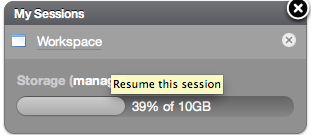 My Sessions
Workspace
Storage (manag
Resume this session
39% of 10GB